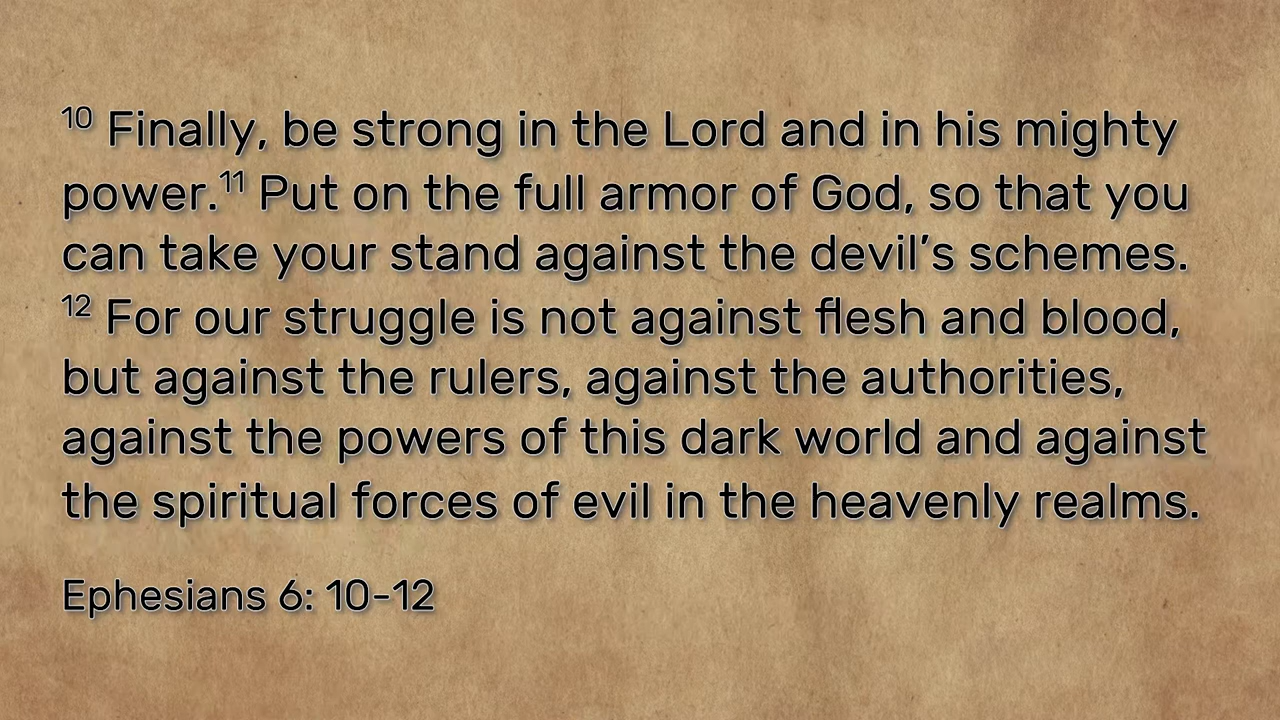 ¹⁰ Finally, be strong in the Lord and in his mighty
power.¹¹ Put on the full armor of God, so that you
can take your stand against the devil’s schemes.
¹² For our struggle is not against flesh and blood,
but against the rulers, against the authorities,
against the powers of this dark world and against
the spiritual forces of evil in the heavenly realms.
Ephesians 6: 10-12